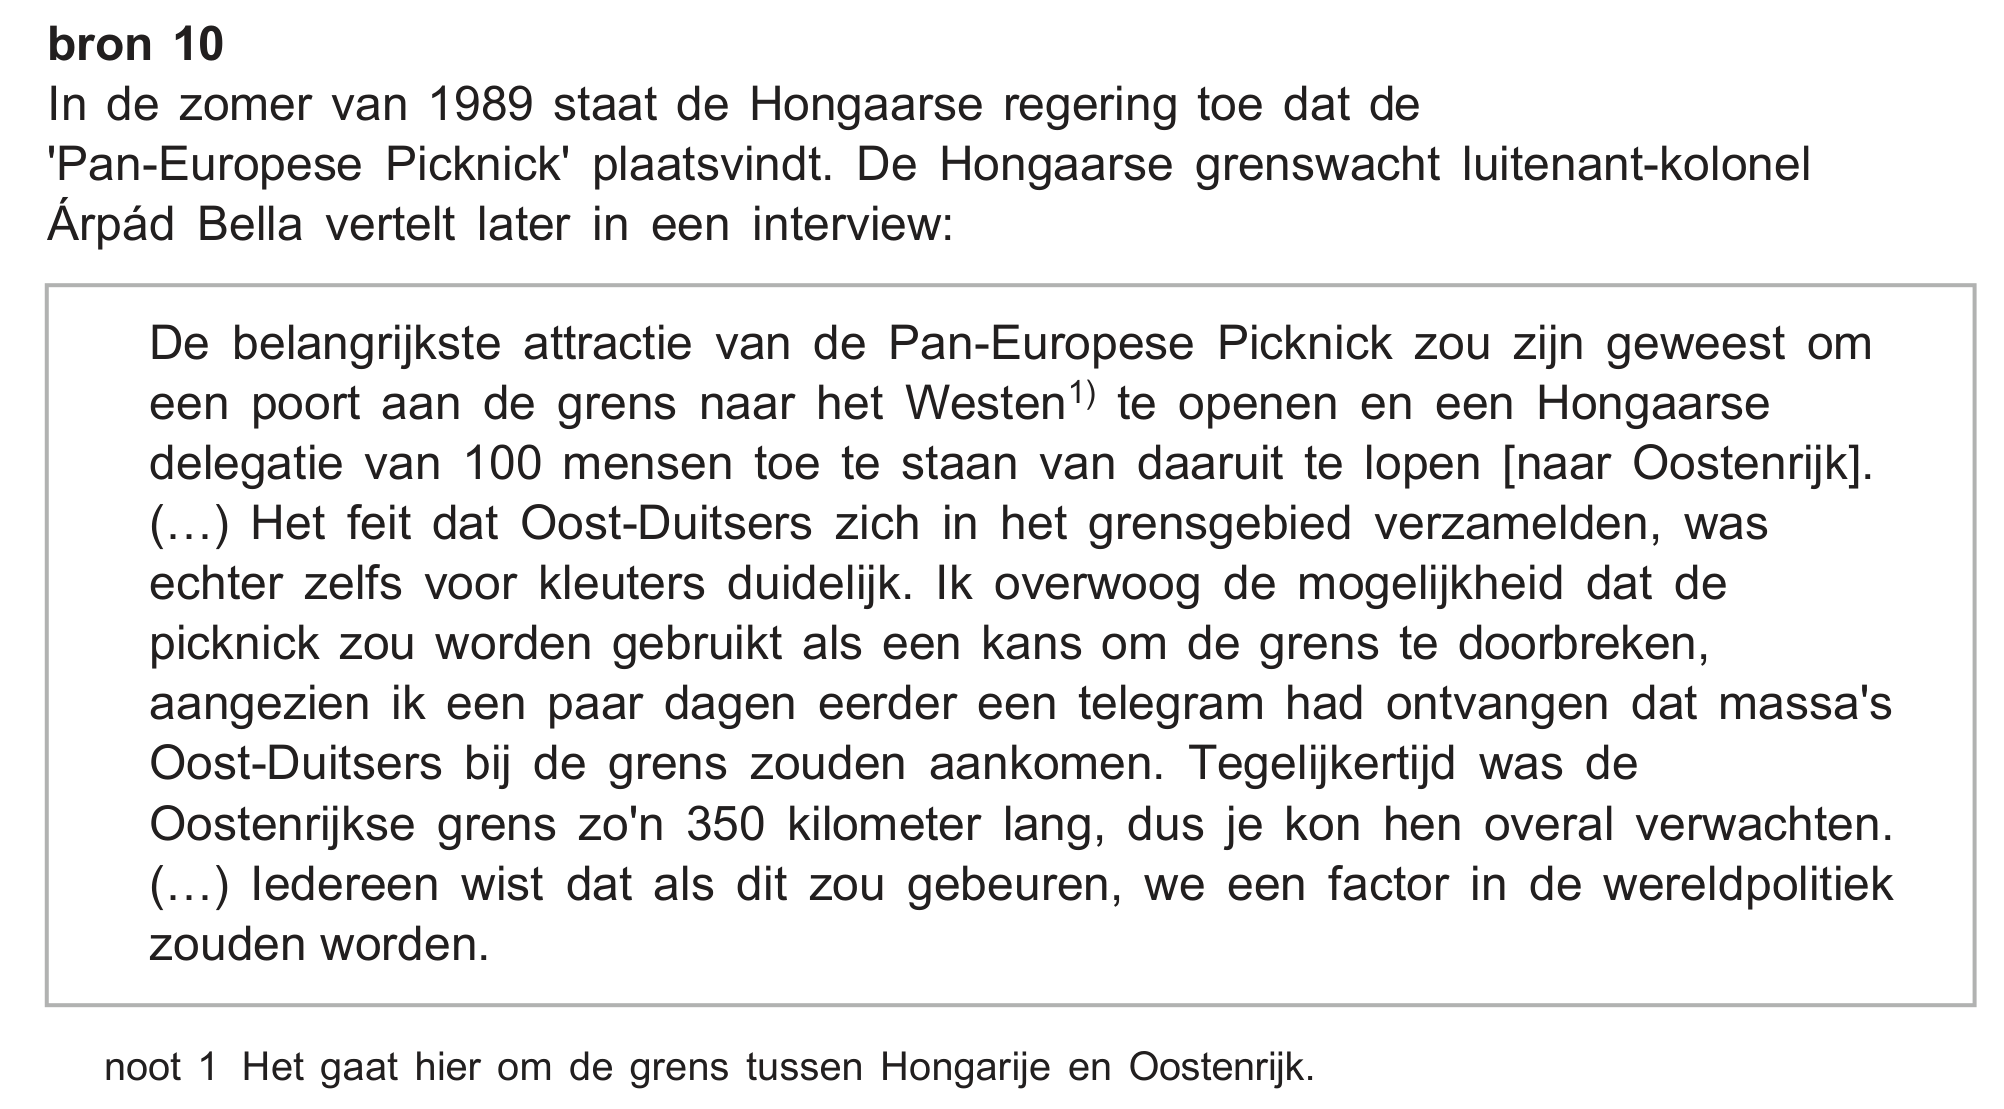 bron 10
In de zomer van 1989 staat de Hongaarse regering toe dat de
'Pan-Europese Picknick' plaatsvindt. De Hongaarse grenswacht luitenant-kolonel
Árpád Bella vertelt later in een interview:
De belangrijkste attractie van de Pan-Europese Picknick zou zijn geweest om
een poort aan de grens naar het Westen1) te openen en een Hongaarse
delegatie van 100 mensen toe te staan van daaruit te lopen [naar Oostenrijk].
(…) Het feit dat Oost-Duitsers zich in het grensgebied verzamelden, was
echter zelfs voor kleuters duidelijk. Ik overwoog de mogelijkheid dat de
picknick zou worden gebruikt als een kans om de grens te doorbreken,
aangezien ik een paar dagen eerder een telegram had ontvangen dat massa's
Oost-Duitsers bij de grens zouden aankomen. Tegelijkertijd was de
Oostenrijkse grens zo'n 350 kilometer lang, dus je kon hen overal verwachten.
(…) Iedereen wist dat als dit zou gebeuren, we een factor in de wereldpolitiek
zouden worden.
noot 1 Het gaat hier om de grens tussen Hongarije en Oostenrijk.